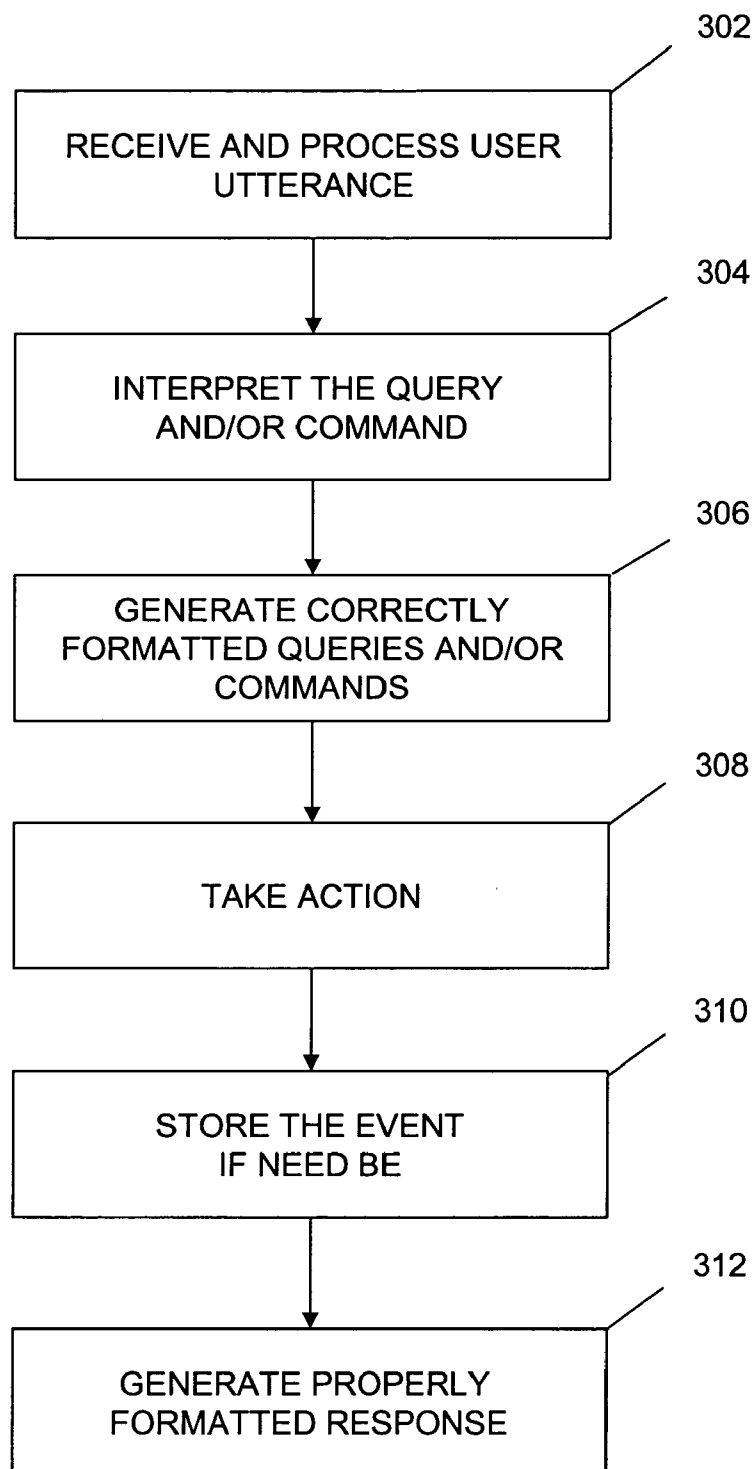 302
RECEIVE AND PROCESS USER
UTTERANCE
304
INTERPRET THE QUERY
AND/OR COMMAND
306
GENERATE CORRECTLY
FORMATTED QUERIES AND/OR
COMMANDS
308
TAKE ACTION
310
STORE THE EVENT
IF NEED BE
312
GENERATE PROPERLY
FORMATTED RESPONSE